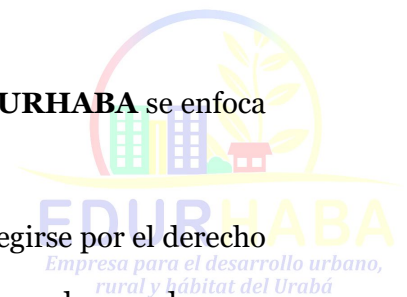 URHABA se enfoca
egirse por el derecho
EDURHABA
Empresa para el desarrollo urbano,
rural y hábitat del Urabá